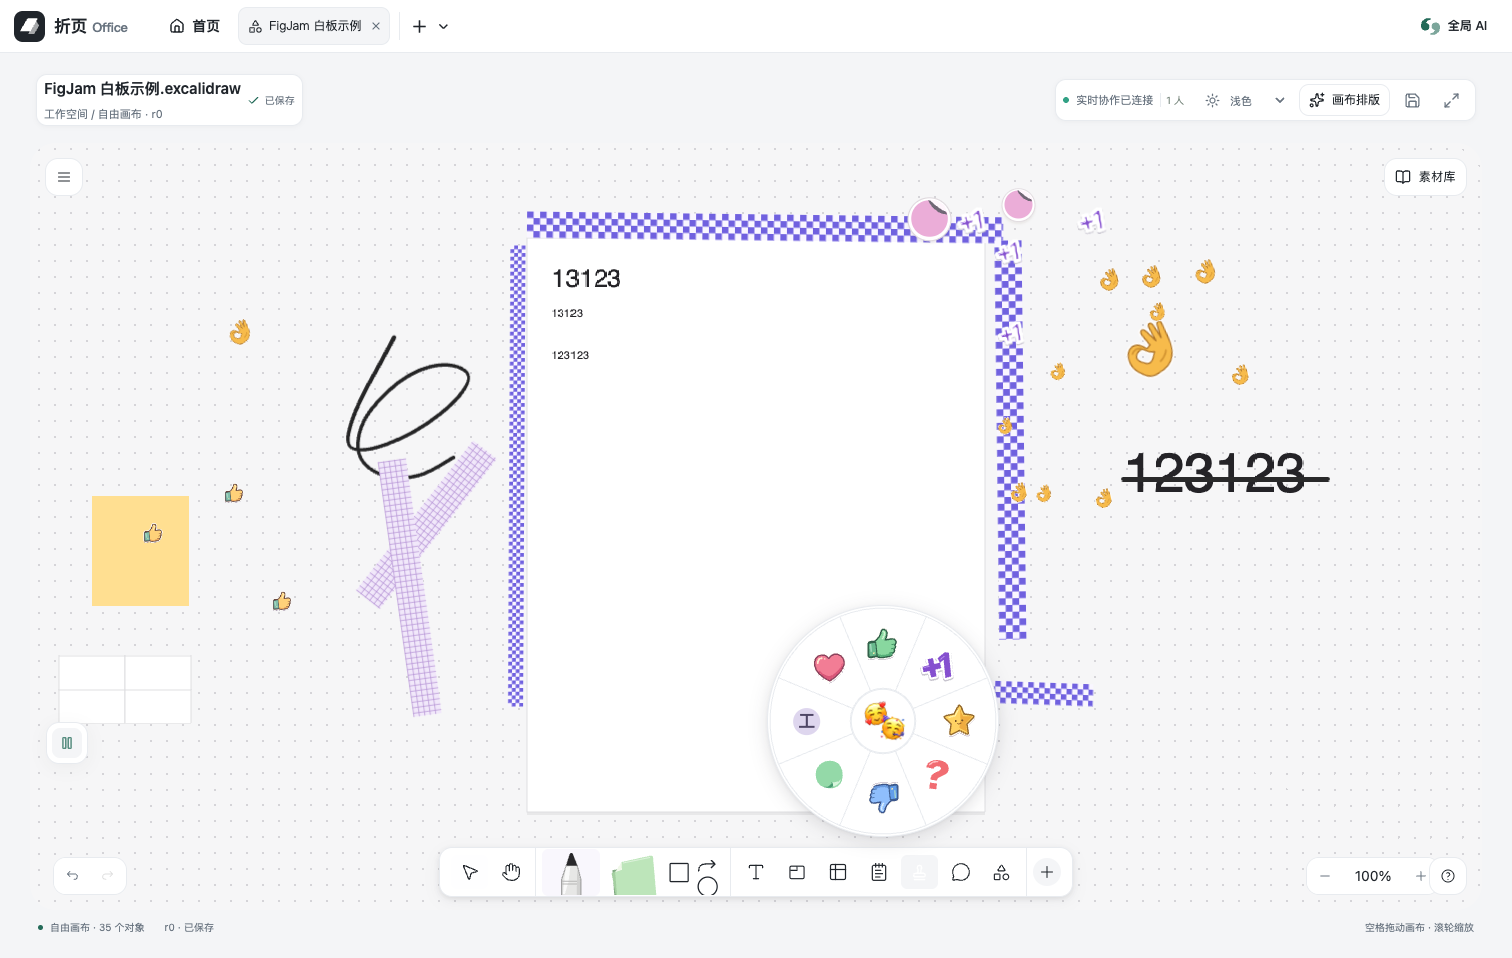 折页 Office
首页
FigJam 白板示例
全局 AI
FigJam 白板示例.excalidraw
已保存
工作空间 / 自由画布 · r0
实时协作已连接
1 人
浅色
画布排版
素材库
+1
+1
+1
+1
13123
13123
123123
123123
+1
?
工
T
100%
自由画布 · 35 个对象
r0 · 已保存
空格拖动画布 · 滚轮缩放